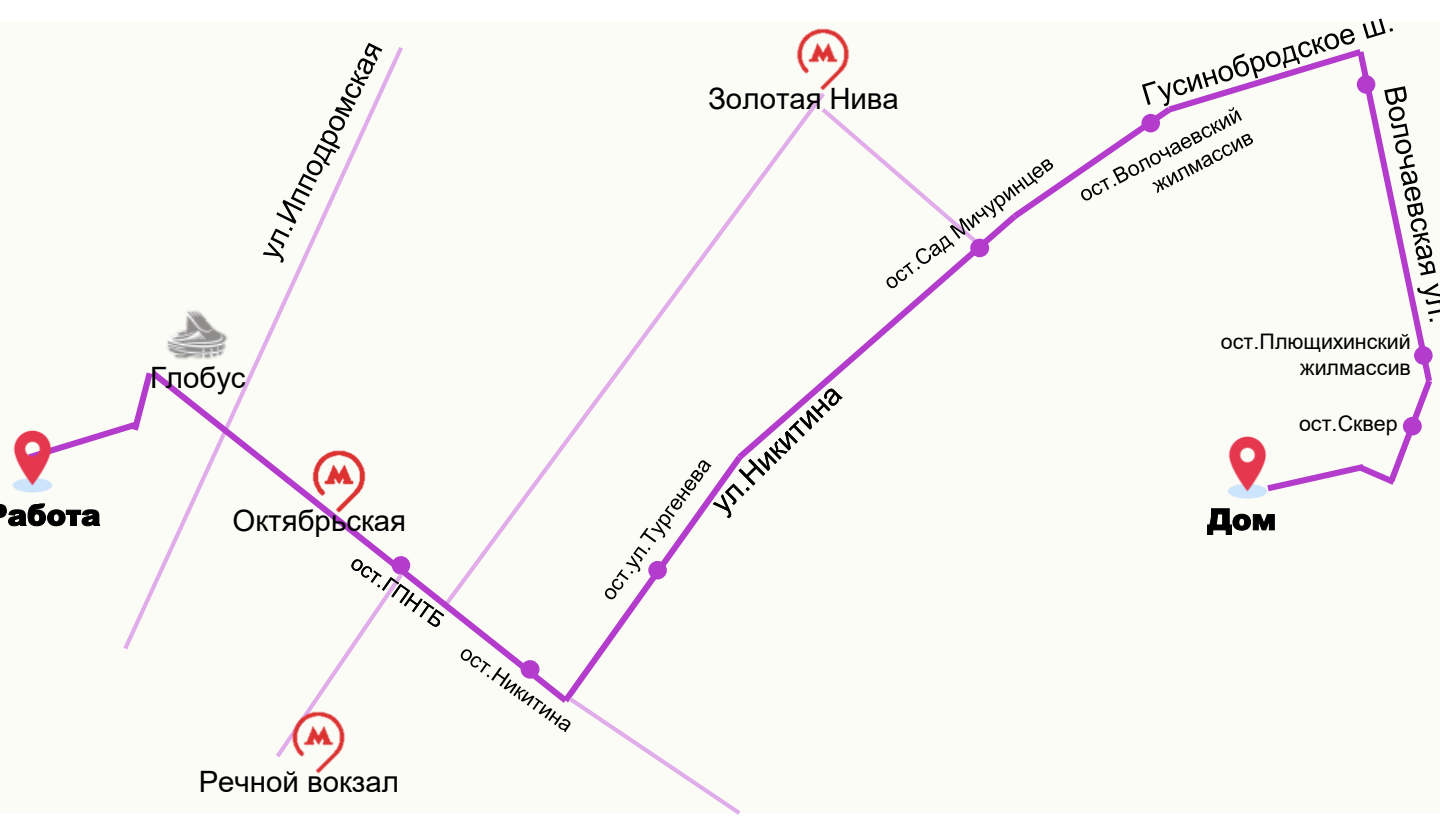 ул.Ипподромская
Золотая Нива
Гусинобродское ш.
Волочаевская ул.
ост.Волочаевский
жилмассив
ост.Сад Мичуринцев
Глобус
ост.Плющихинский
жилмассив
ост.Сквер
ул.Никитина
ост.ул.Тургенева
Работа
Октябрьская
Дом
ост.ГПНТБ
ост.Никитина
Речной вокзал